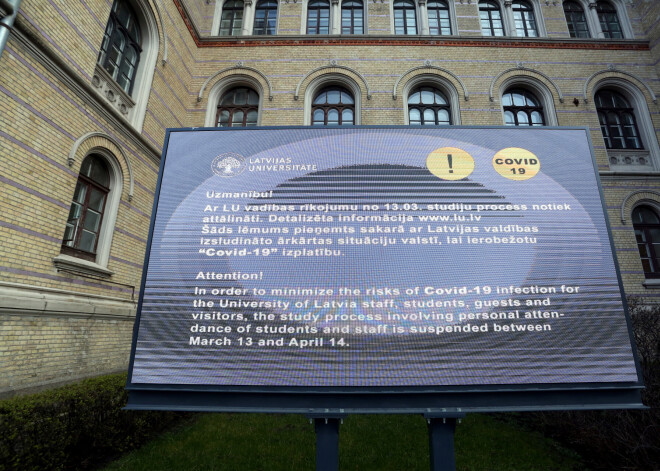 LATVIJAS
UNIVERSITATE
!
COVID
19
Uzmanību!
Ar LU vadības rīkojumu no 13.03. studiju process notiek
attālināti. Detalizēta informācija www.lu.lv
Šāds lēmums pieņemts sakarā ar Latvijas valdības
izsludināto ārkārtas situāciju valstī, lai ierobežotu
"Covid-19" izplatību.
Attention!
In order to minimize the risks of Covid-19 infection for
the University of Latvia staff, students, guests and
visitors, the study process involving personal atten-
dance of students and staff is suspended between
March 13 and April 14.